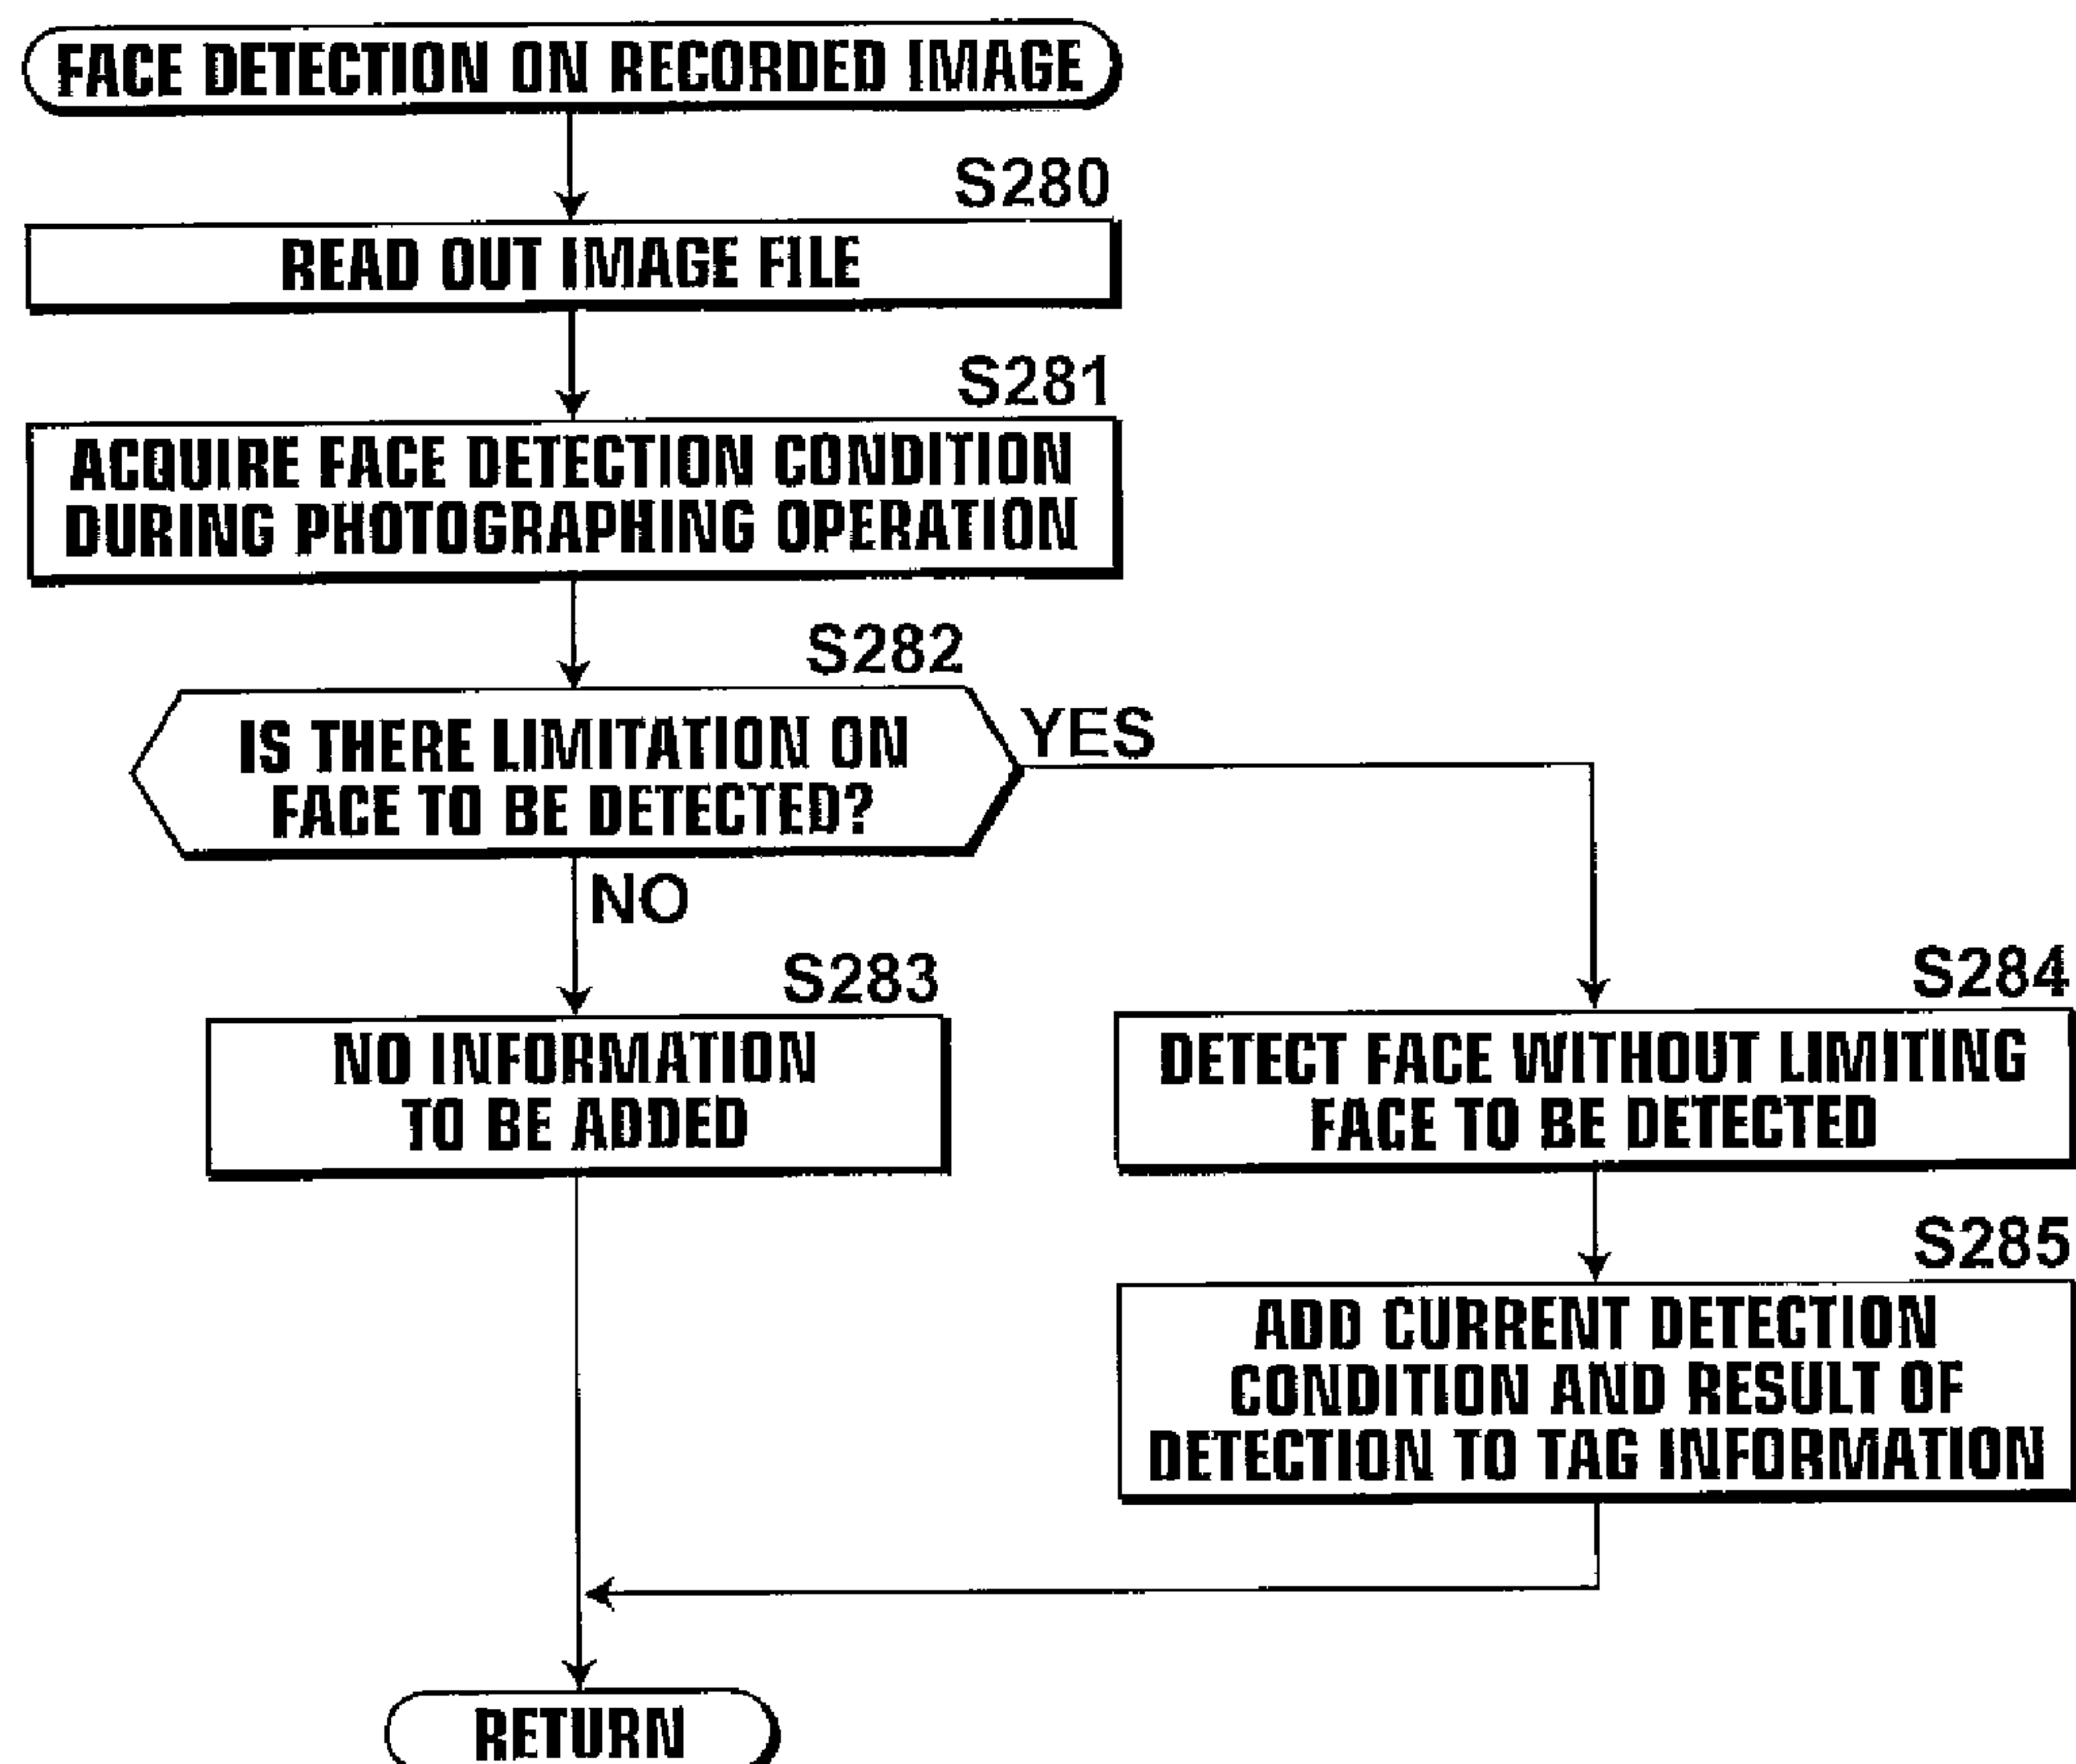 FACE DETECTION ON RECORDED IMAGE
S280
READ OUT IMAGE FILE
S281
ACQUIRE FACE DETECTION CONDITION
DURING PHOTOGRAPHING OPERATION
S282
IS THERE LIMITATION ON
FACE TO BE DETECTED?
YES
NO
S283
NO INFORMATION
TO BE ADDED
S284
DETECT FACE WITHOUT LIMITING
FACE TO BE DETECTED
S285
ADD CURRENT DETECTION
CONDITION AND RESULT OF
DETECTION TO TAG INFORMATION
RETURN